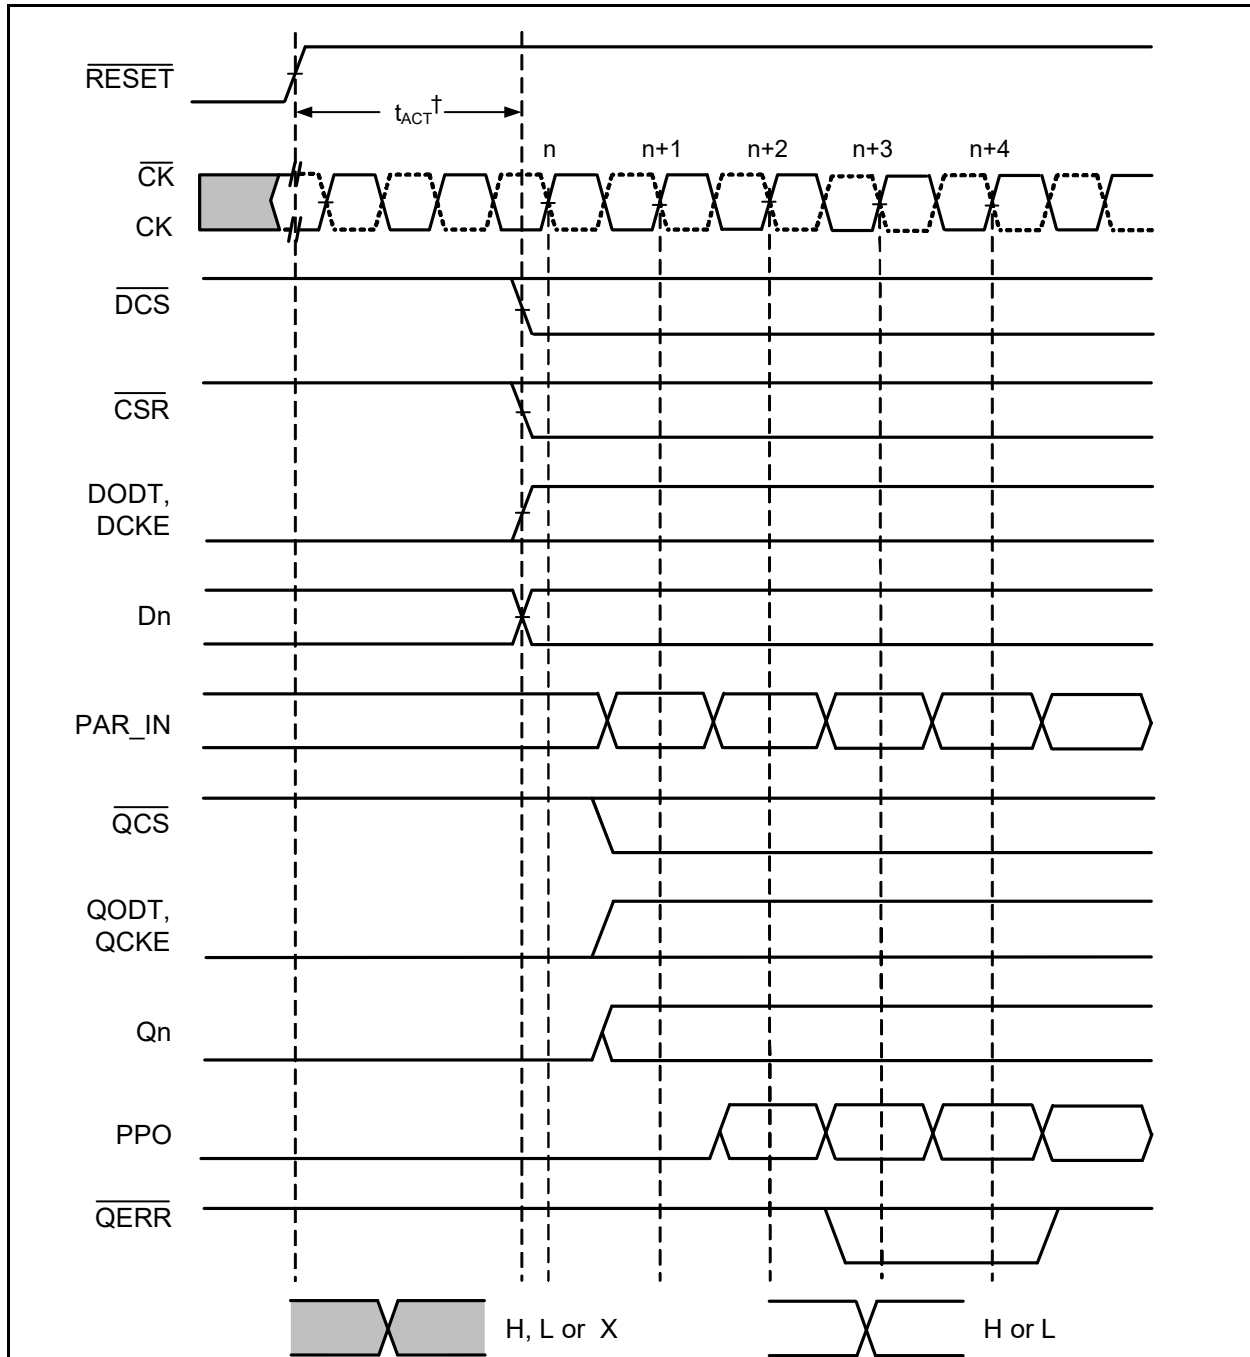 RESET
tACT†
n n+1 n+2 n+3 n+4
CK
CK
DCS
CSR
DODT,
DCKE
Dn
PAR_IN
QCS
QODT,
QCKE
Qn
PPO
QERR
H, L or X
H or L